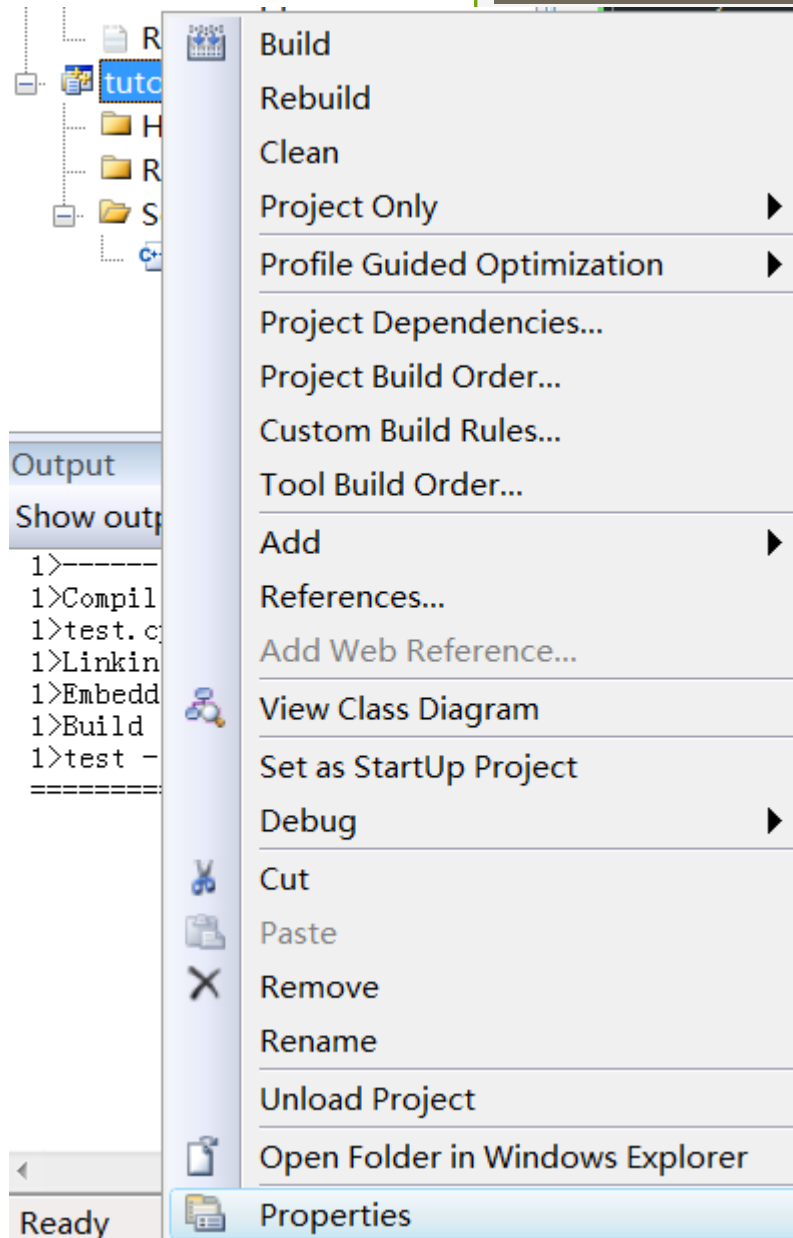 R
tuto
H
R
S
Build
Rebuild
Clean
Project Only
Profile Guided Optimization
Project Dependencies...
Project Build Order...
Custom Build Rules...
Tool Build Order...
Add
References...
Add Web Reference...
View Class Diagram
Set as StartUp Project
Debug
Cut
Paste
Remove
Rename
Unload Project
Open Folder in Windows Explorer
Properties
Output
Show outp
1>------
1>Compil
1>test.c
1>Linkin
1>Embedd
1>Build
1>test -
=========
Ready